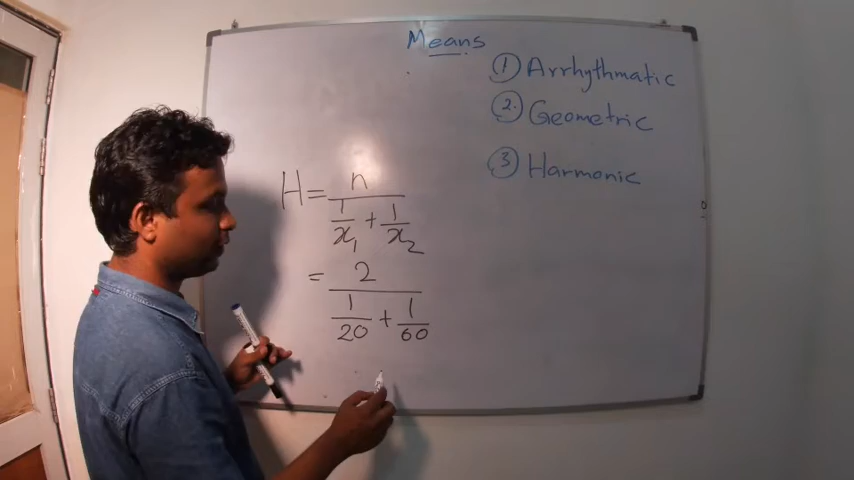 Means
① Arrhythmatic
② Geometric
③ Harmonic
H = n / (1/x₁ + 1/x₂)
= 2 / (1/20 + 1/60)